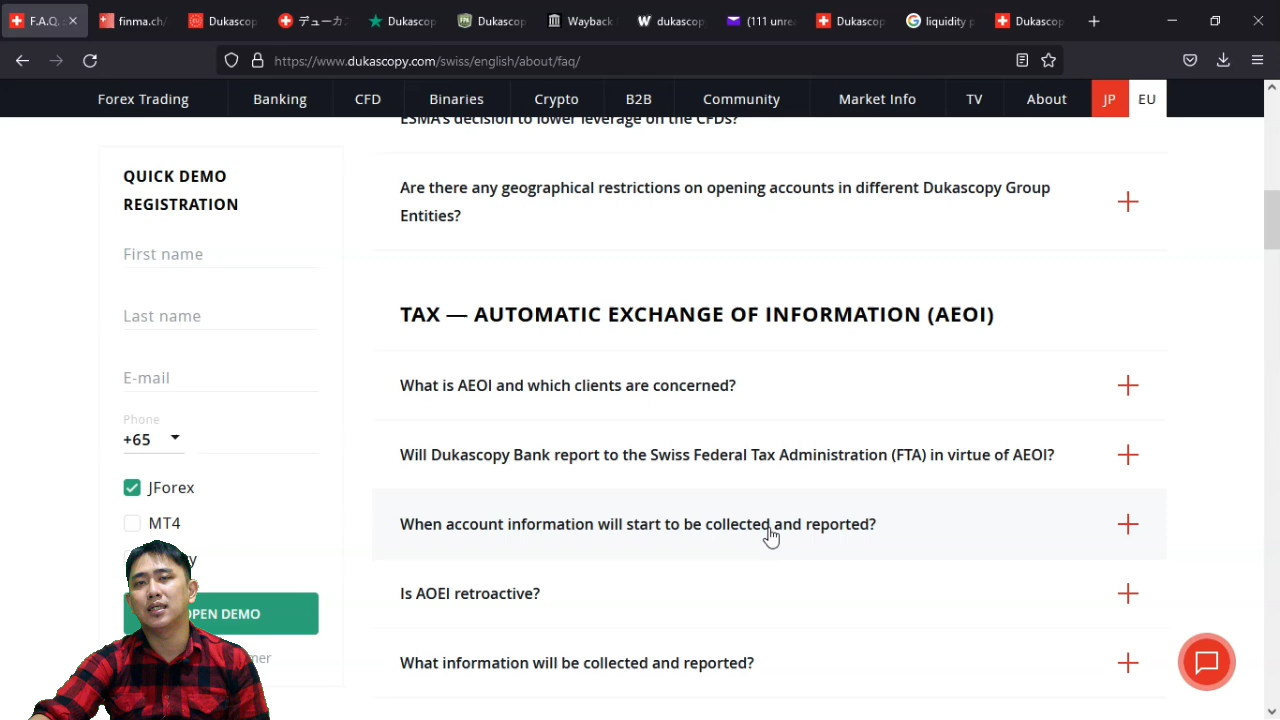 F.A.Q.
finma.ch/
Dukascop
デューカス
Dukascop
Dukascop
Wayback
dukascop
(111 unre
Dukascop
liquidity p
Dukascop
https://www.dukascopy.com/swiss/english/about/faq/
Forex Trading
Banking
CFD
Binaries
Crypto
B2B
Community
Market Info
TV
About
JP
EU
QUICK DEMO
REGISTRATION
First name
Last name
E-mail
Phone
+65
JForex
MT4
OPEN DEMO
ESMA's decision to lower leverage on the CFDs?
Are there any geographical restrictions on opening accounts in different Dukascopy Group
Entities?
TAX — AUTOMATIC EXCHANGE OF INFORMATION (AEOI)
What is AEOI and which clients are concerned?
Will Dukascopy Bank report to the Swiss Federal Tax Administration (FTA) in virtue of AEOI?
When account information will start to be collected and reported?
Is AOEI retroactive?
What information will be collected and reported?